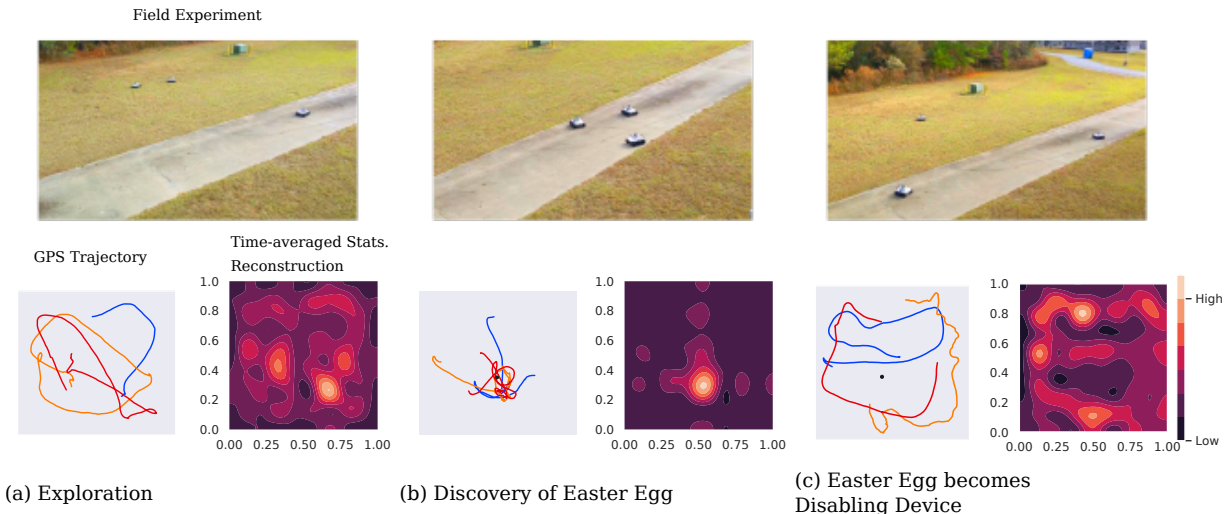 Field Experiment
GPS Trajectory
Time-averaged Stats.
Reconstruction
1.0
0.8
0.6
0.4
0.2
0.0
0.00 0.25 0.50 0.75 1.00
1.0
0.8
0.6
0.4
0.2
0.0
0.00 0.25 0.50 0.75 1.00
1.0
0.8
0.6
0.4
0.2
0.0
0.00 0.25 0.50 0.75 1.00
High
Low
(a) Exploration
(b) Discovery of Easter Egg
(c) Easter Egg becomes
Disabling Device